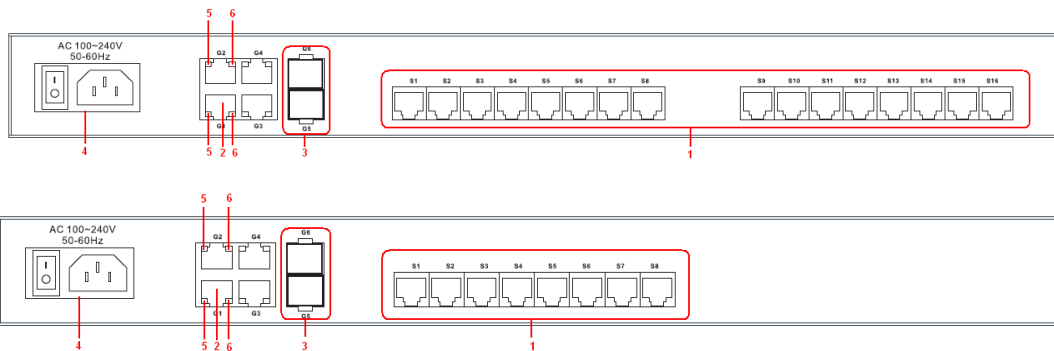 5 6
AC 100~240V
50-60Hz
G2 G4 G6
S1 S2 S3 S4 S5 S6 S7 S8 S9 S10 S11 S12 S13 S14 S15 S16
G1 G3 G5
4 5 2 6 3 1
5 6
AC 100~240V
50-60Hz
G2 G4 G6
S1 S2 S3 S4 S5 S6 S7 S8
G1 G3 G5
4 5 2 6 3 1